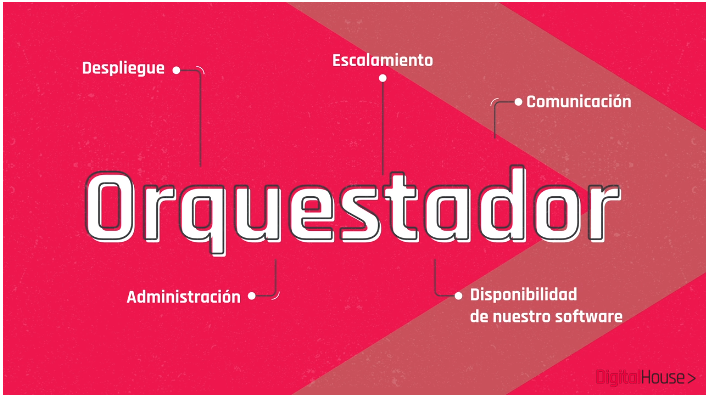 Despliegue
Escalamiento
Comunicación
Orquestador
Administración
Disponibilidad
de nuestro software
DigitalHouse>